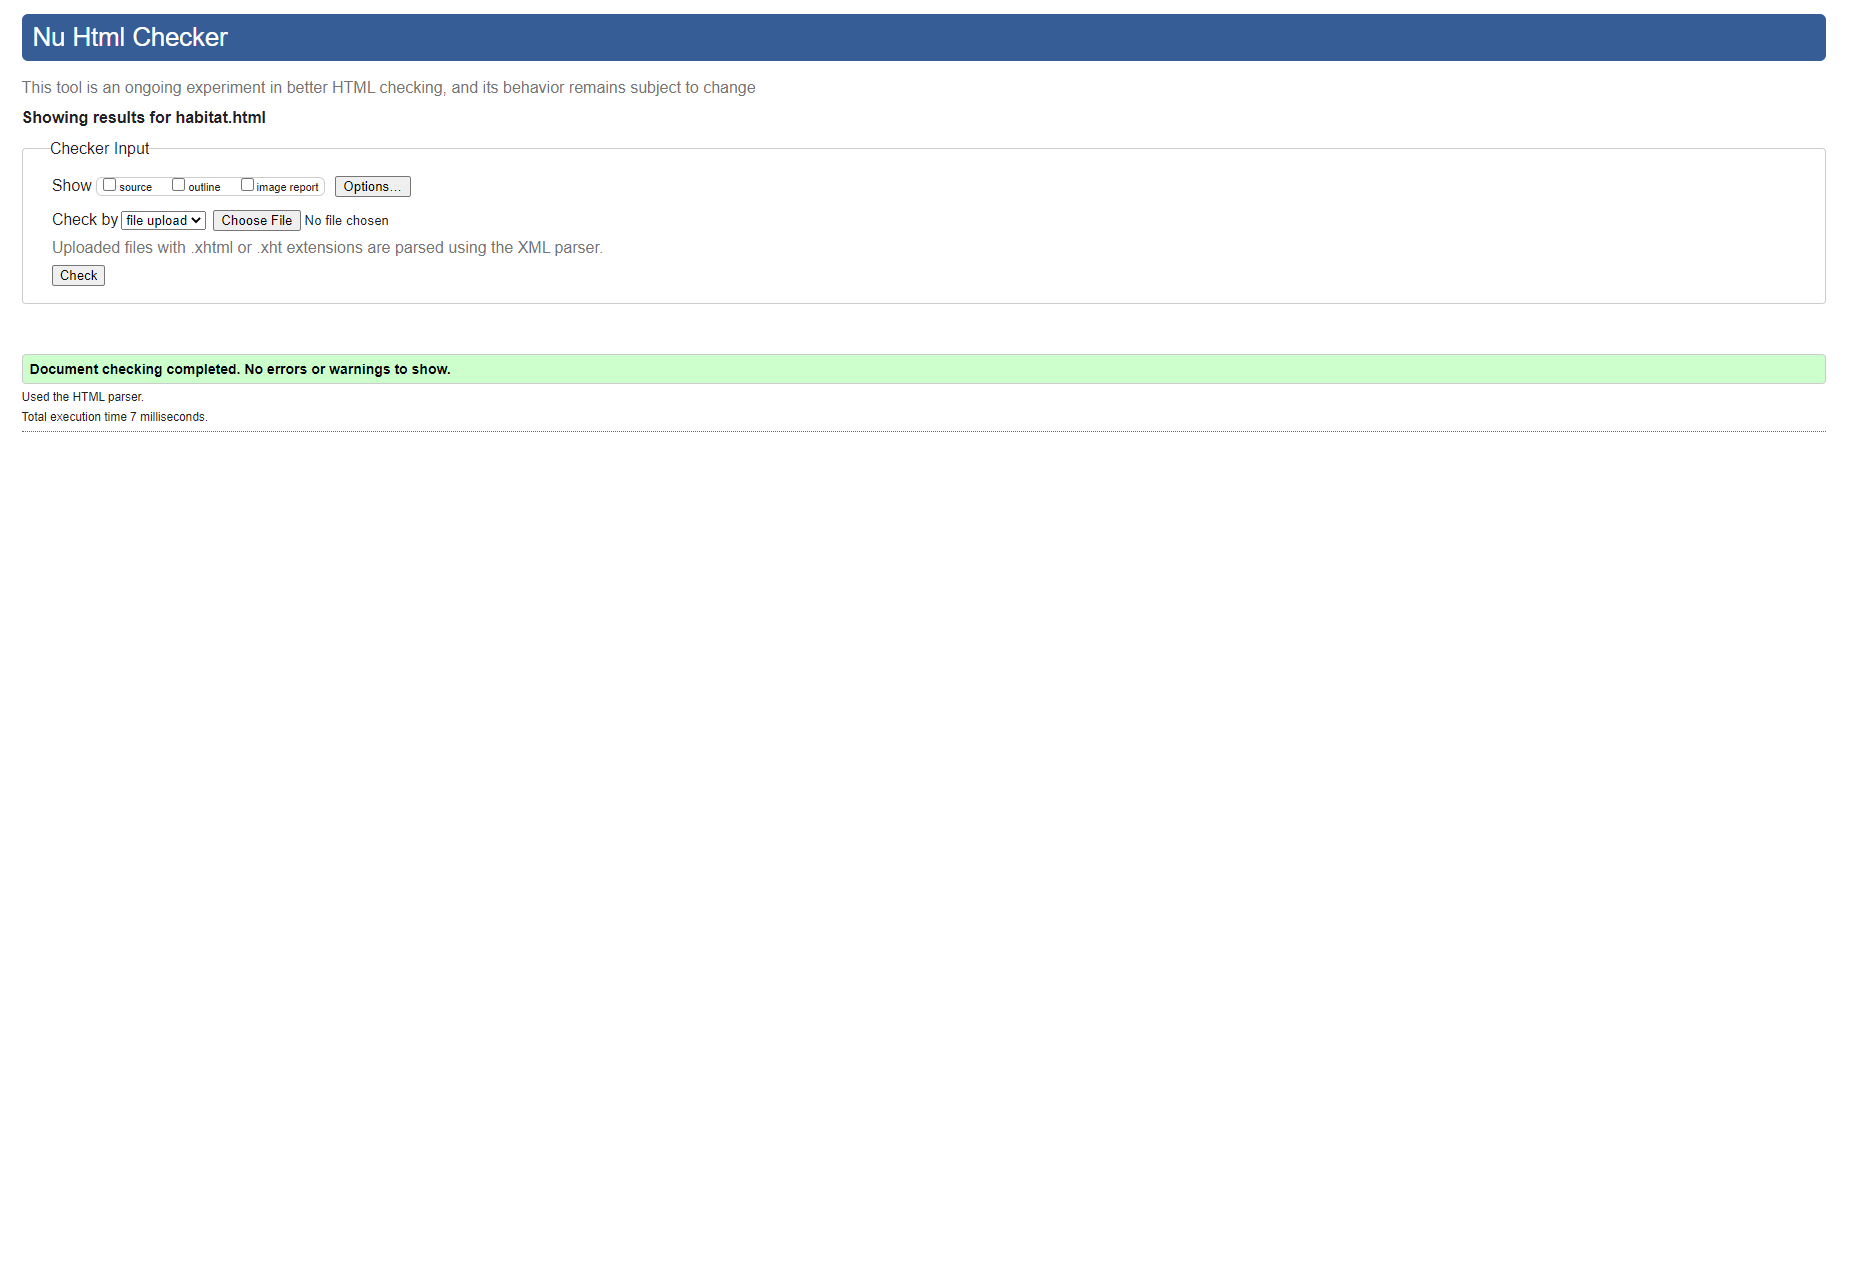 Nu Html Checker
This tool is an ongoing experiment in better HTML checking, and its behavior remains subject to change
Showing results for habitat.html
Checker Input
Show source outline image report Options...
Check by file upload Choose File No file chosen
Uploaded files with .xhtml or .xht extensions are parsed using the XML parser.
Check
Document checking completed. No errors or warnings to show.
Used the HTML parser.
Total execution time 7 milliseconds.